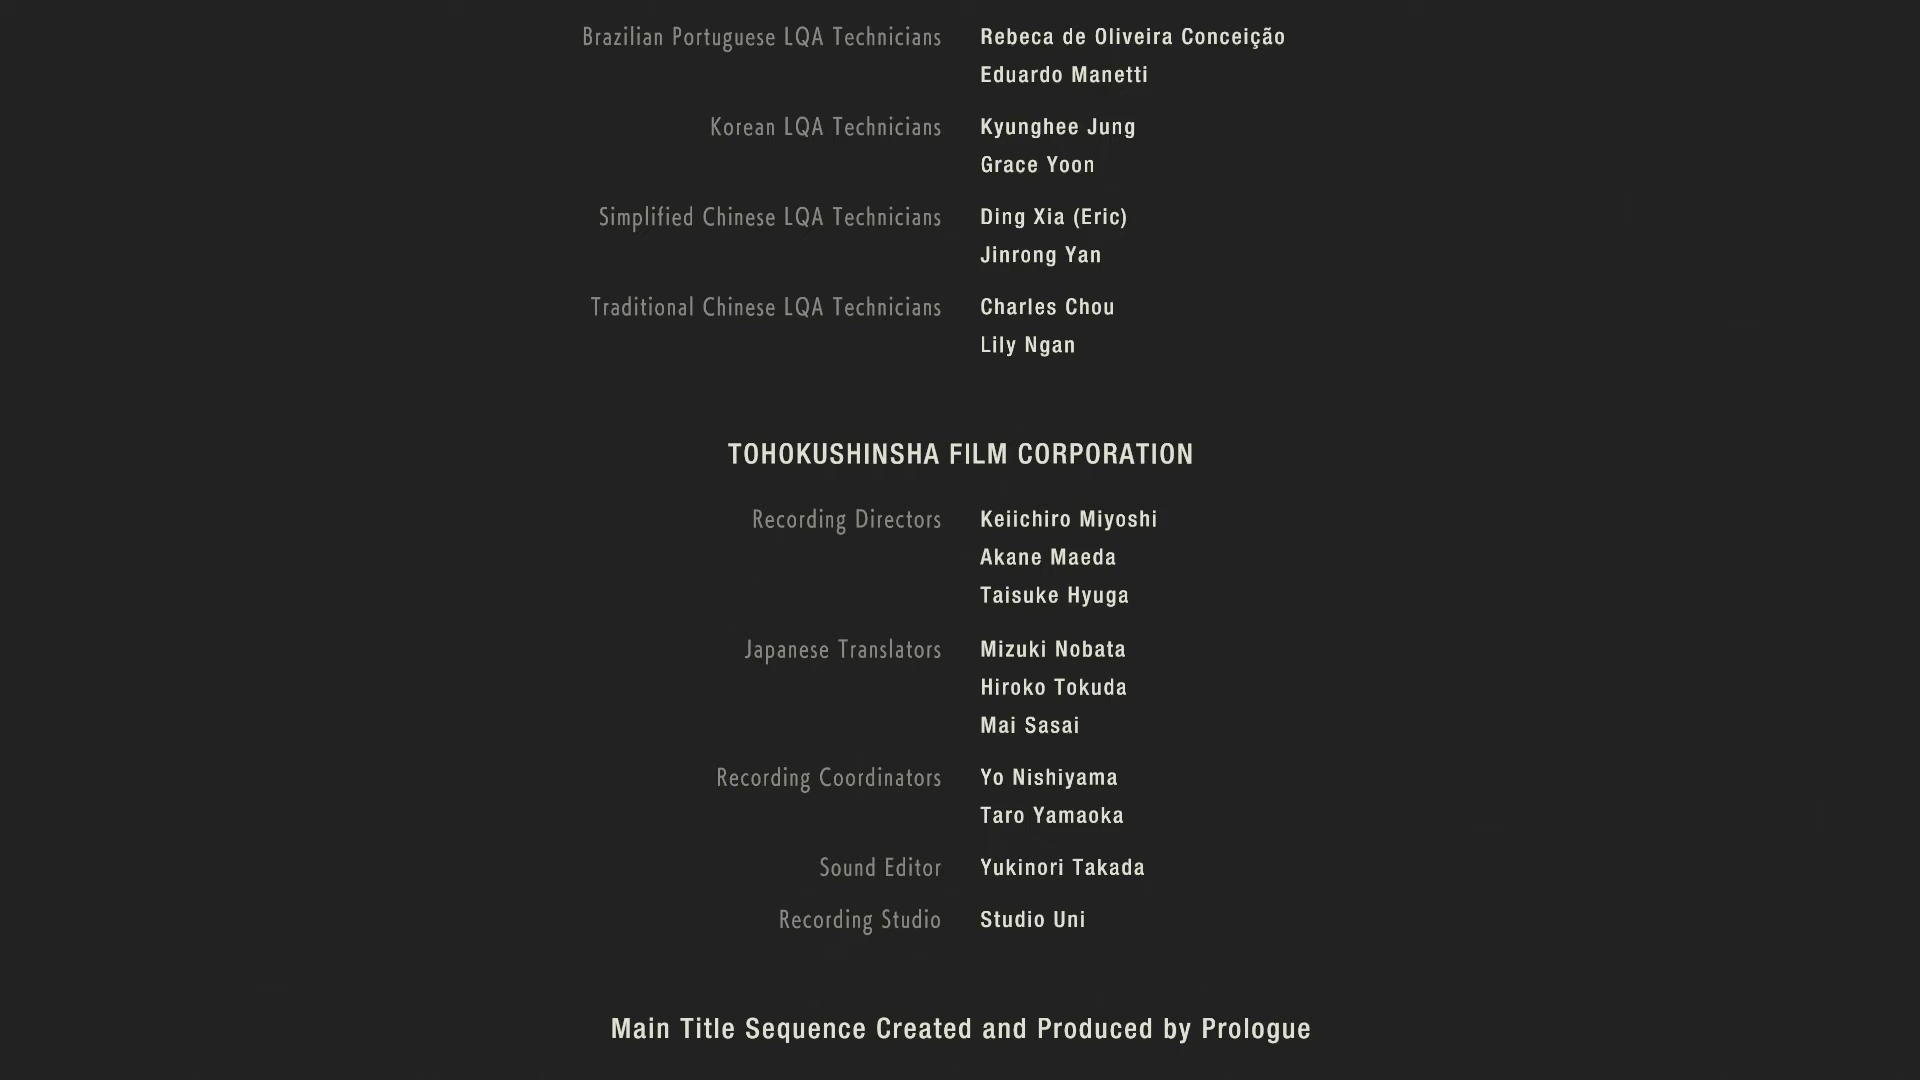 Brazilian Portuguese LQA Technicians Rebeca de Oliveira Conceição
Eduardo Manetti
Korean LQA Technicians Kyunghee Jung
Grace Yoon
Simplified Chinese LQA Technicians Ding Xia (Eric)
Jinrong Yan
Traditional Chinese LQA Technicians Charles Chou
Lily Ngan
TOHOKUSHINSHA FILM CORPORATION
Recording Directors Keiichiro Miyoshi
Akane Maeda
Taisuke Hyuga
Japanese Translators Mizuki Nobata
Hiroko Tokuda
Mai Sasai
Recording Coordinators Yo Nishiyama
Taro Yamaoka
Sound Editor Yukinori Takada
Recording Studio Studio Uni
Main Title Sequence Created and Produced by Prologue